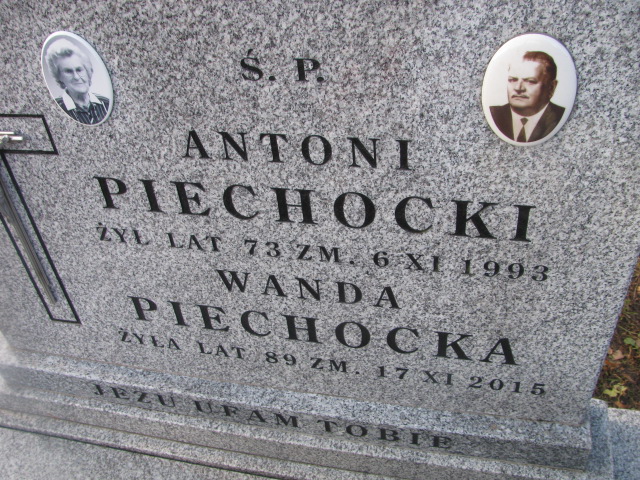 Ś. P.
ANTONI
PIECHOCKI
ŻYŁ LAT 73 ZM. 6 XI 1993
WANDA
PIECHOCKA
ŻYŁA LAT 89 ZM. 17 XI 2015
JEZU UFAM TOBIE